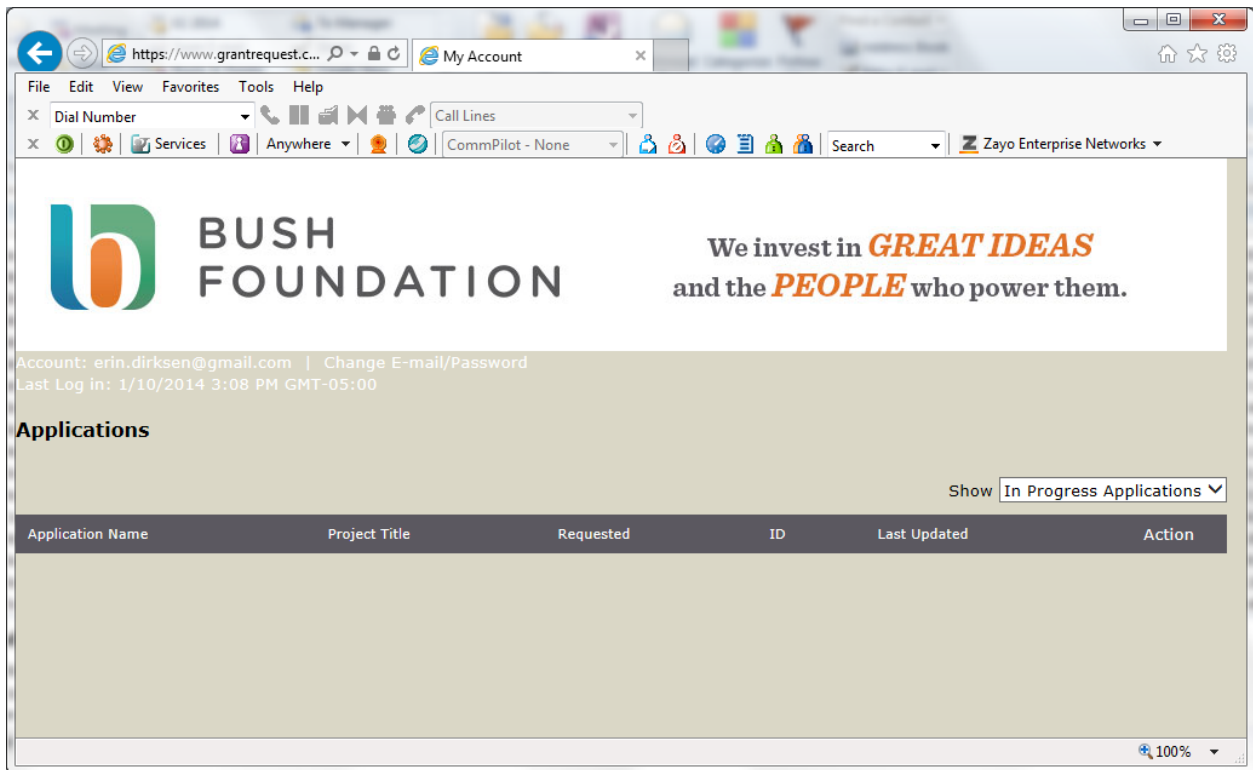 https://www.grantrequest.c...
My Account
File Edit View Favorites Tools Help
Dial Number
Call Lines
Services
Anywhere
CommPilot - None
Search
Zayo Enterprise Networks
BUSH
FOUNDATION
We invest in GREAT IDEAS
and the PEOPLE who power them.
Account: erin.dirksen@gmail.com | Change E-mail/Password
Last Log in: 1/10/2014 3:08 PM GMT-05:00
Applications
Show In Progress Applications
Application Name Project Title Requested ID Last Updated Action
100%